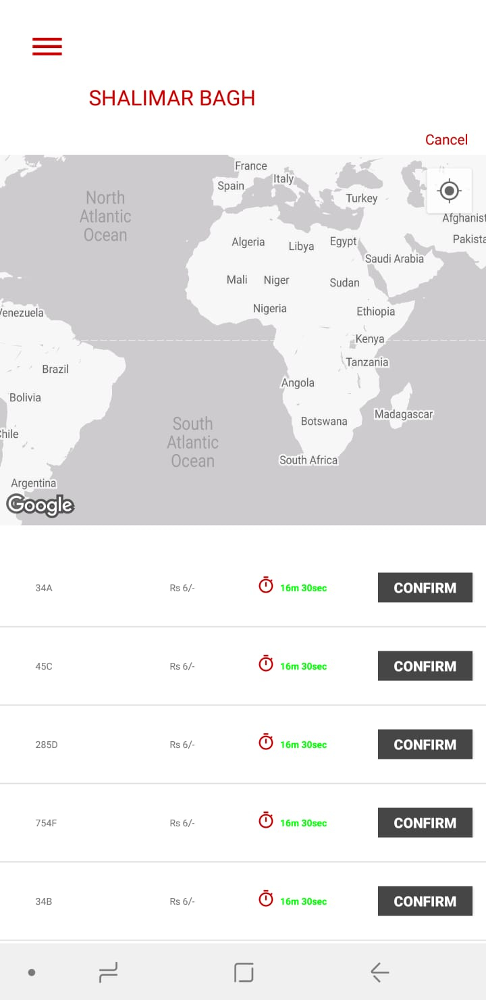 SHALIMAR BAGH
Cancel
France
Italy
Spain
North
Atlantic
Ocean
Turkey
Afghanist
Pakista
Algeria
Libya
Egypt
Saudi Arabia
Mali
Niger
Sudan
Nigeria
Ethiopia
Venezuela
Kenya
Tanzania
Brazil
Angola
Bolivia
Madagascar
Botswana
South
Atlantic
Ocean
Chile
South Africa
Argentina
Google
34A Rs 6/- 16m 30sec CONFIRM
45C Rs 6/- 16m 30sec CONFIRM
285D Rs 6/- 16m 30sec CONFIRM
754F Rs 6/- 16m 30sec CONFIRM
34B Rs 6/- 16m 30sec CONFIRM